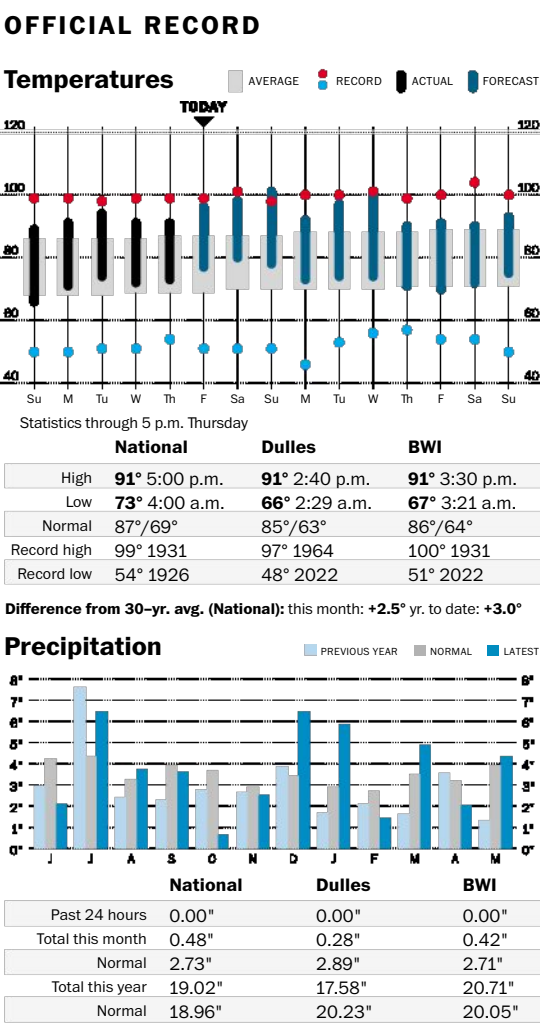 OFFICIAL RECORD
Temperatures AVERAGE RECORD ACTUAL FORECAST
TODAY
120 120
100 100
80 80
60 60
40 40
Su M Tu W Th F Sa Su M Tu W Th F Sa Su
Statistics through 5 p.m. Thursday
National Dulles BWI
High 91° 5:00 p.m. 91° 2:40 p.m. 91° 3:30 p.m.
Low 73° 4:00 a.m. 66° 2:29 a.m. 67° 3:21 a.m.
Normal 87°/69° 85°/63° 86°/64°
Record high 99° 1931 97° 1964 100° 1931
Record low 54° 1926 48° 2022 51° 2022
Difference from 30–yr. avg. (National): this month: +2.5° yr. to date: +3.0°
Precipitation PREVIOUS YEAR NORMAL LATEST
8" 8"
7" 7"
6" 6"
5" 5"
4" 4"
3" 3"
2" 2"
1" 1"
0" 0"
J J A S O N D J F M A M
National Dulles BWI
Past 24 hours 0.00" 0.00" 0.00"
Total this month 0.48" 0.28" 0.42"
Normal 2.73" 2.89" 2.71"
Total this year 19.02" 17.58" 20.71"
Normal 18.96" 20.23" 20.05"